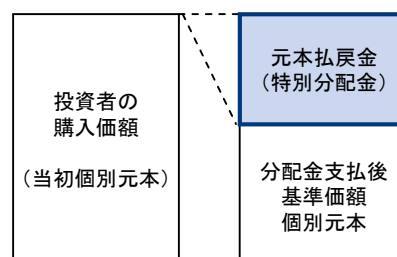 投資者の
購入価額
（当初個別元本）
元本払戻金
（特別分配金）
分配金支払後
基準価額
個別元本